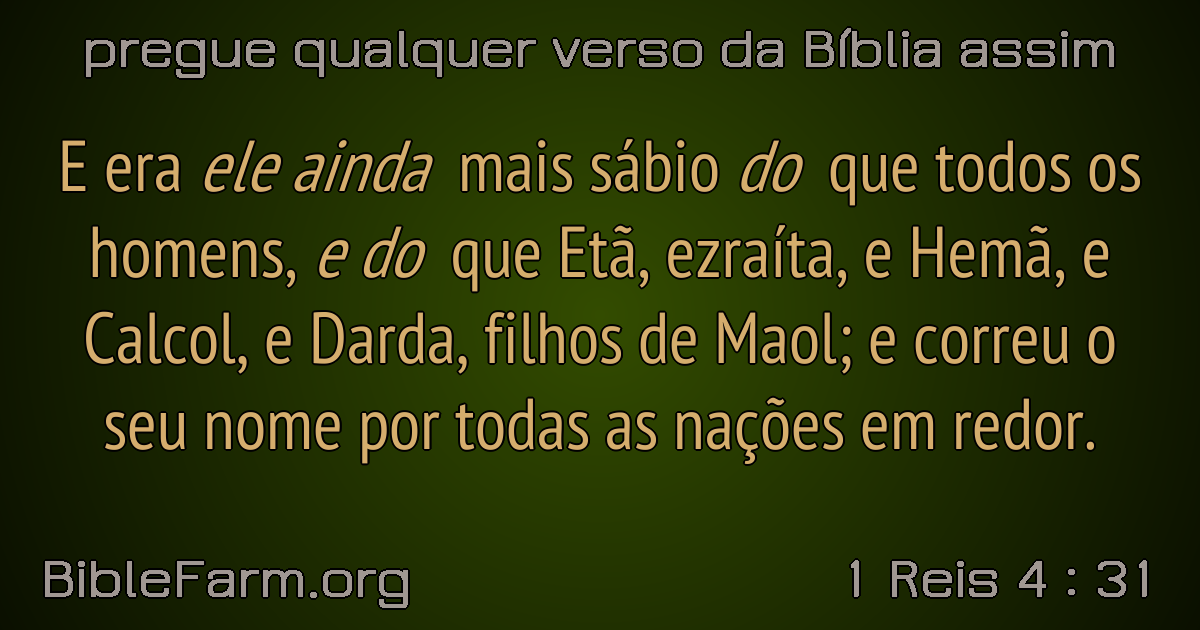 pregue qualquer verso da Bíblia assim
E era ele ainda mais sábio do que todos os
homens, e do que Etã, ezraíta, e Hemã, e
Calcol, e Darda, filhos de Maol; e correu o
seu nome por todas as nações em redor.
BibleFarm.org
1 Reis 4 : 31